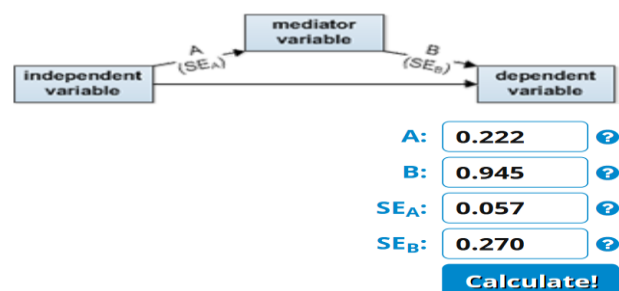 mediator
variable
A
(SEA)
B
(SEB)
independent
variable
dependent
variable
A: 0.222 ?
B: 0.945 ?
SEA: 0.057 ?
SEB: 0.270 ?
Calculate!